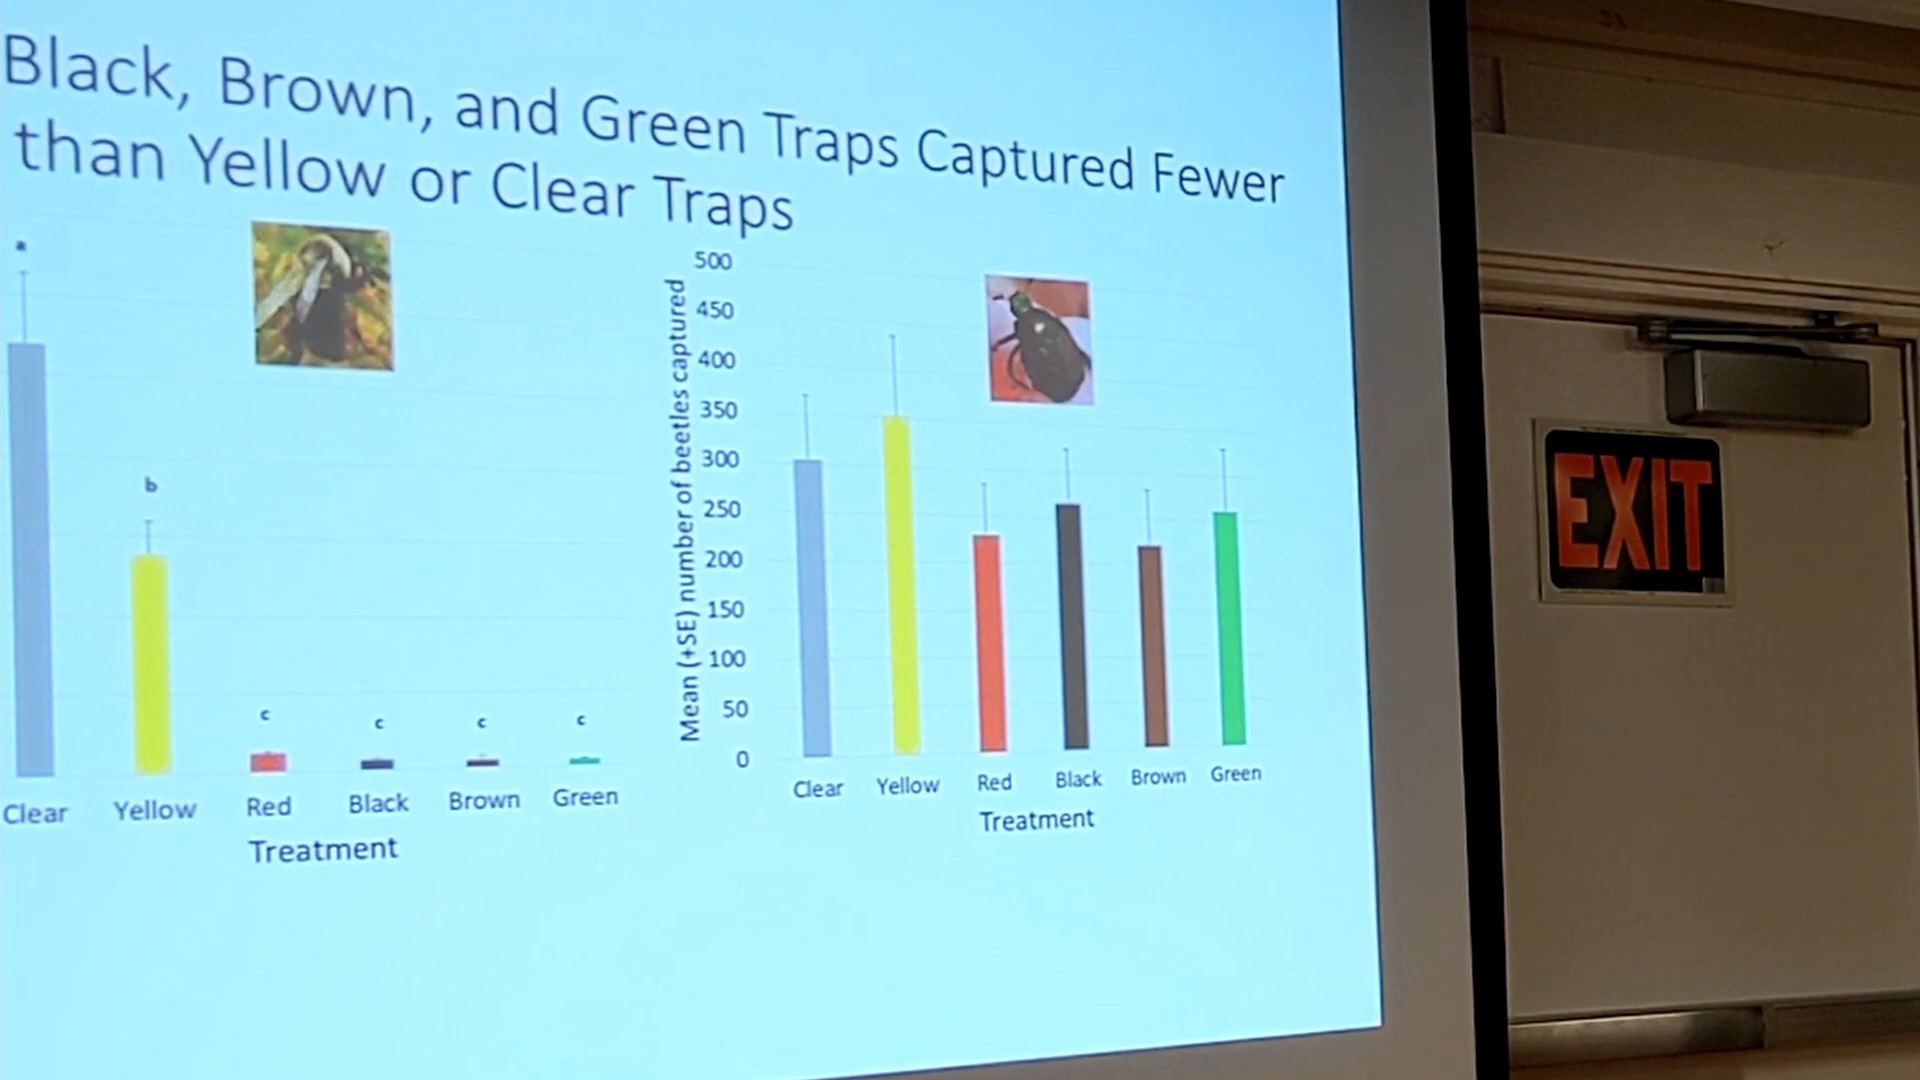 Black, Brown, and Green Traps Captured Fewer
than Yellow or Clear Traps
a
b
c
c
c
c
Clear
Yellow
Red
Black
Brown
Green
Treatment
Mean (+SE) number of beetles captured
500
450
400
350
300
250
200
150
100
50
0
Clear
Yellow
Red
Black
Brown
Green
Treatment
EXIT